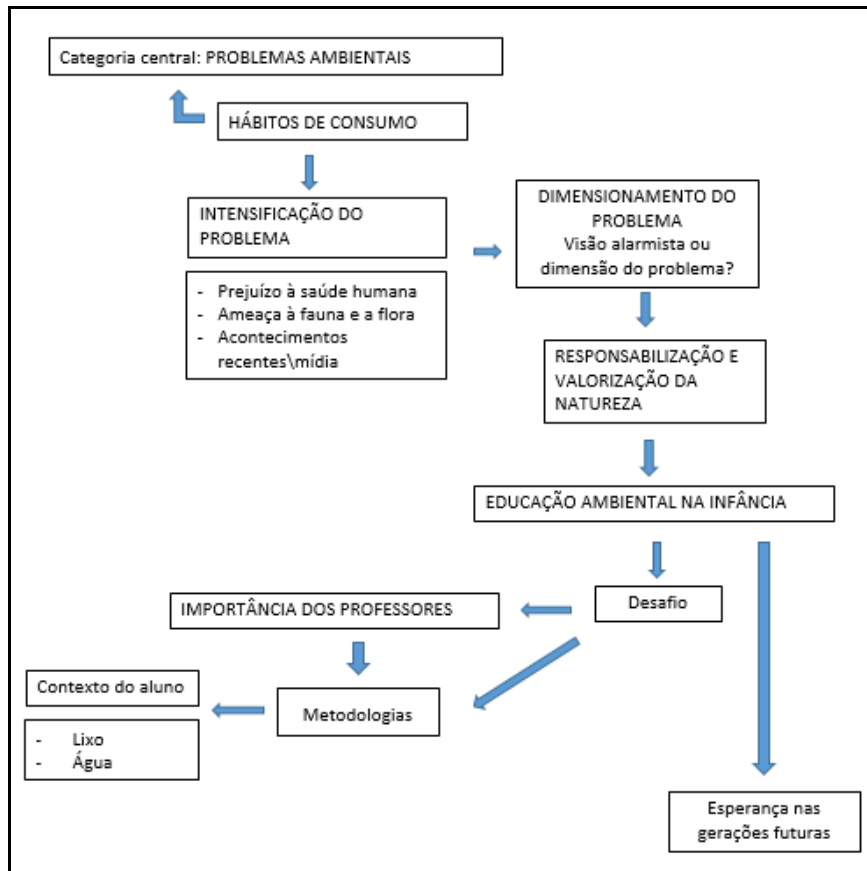 Categoria central: PROBLEMAS AMBIENTAIS
HÁBITOS DE CONSUMO
INTENSIFICAÇÃO DO
PROBLEMA
- Prejuízo à saúde humana
- Ameaça à fauna e a flora
- Acontecimentos
recentes\mídia
DIMENSIONAMENTO DO
PROBLEMA
Visão alarmista ou
dimensão do problema?
RESPONSABILIZAÇÃO E
VALORIZAÇÃO DA
NATUREZA
EDUCAÇÃO AMBIENTAL NA INFÂNCIA
Desafio
IMPORTÂNCIA DOS PROFESSORES
Metodologias
Contexto do aluno
- Lixo
- Água
Esperança nas
gerações futuras